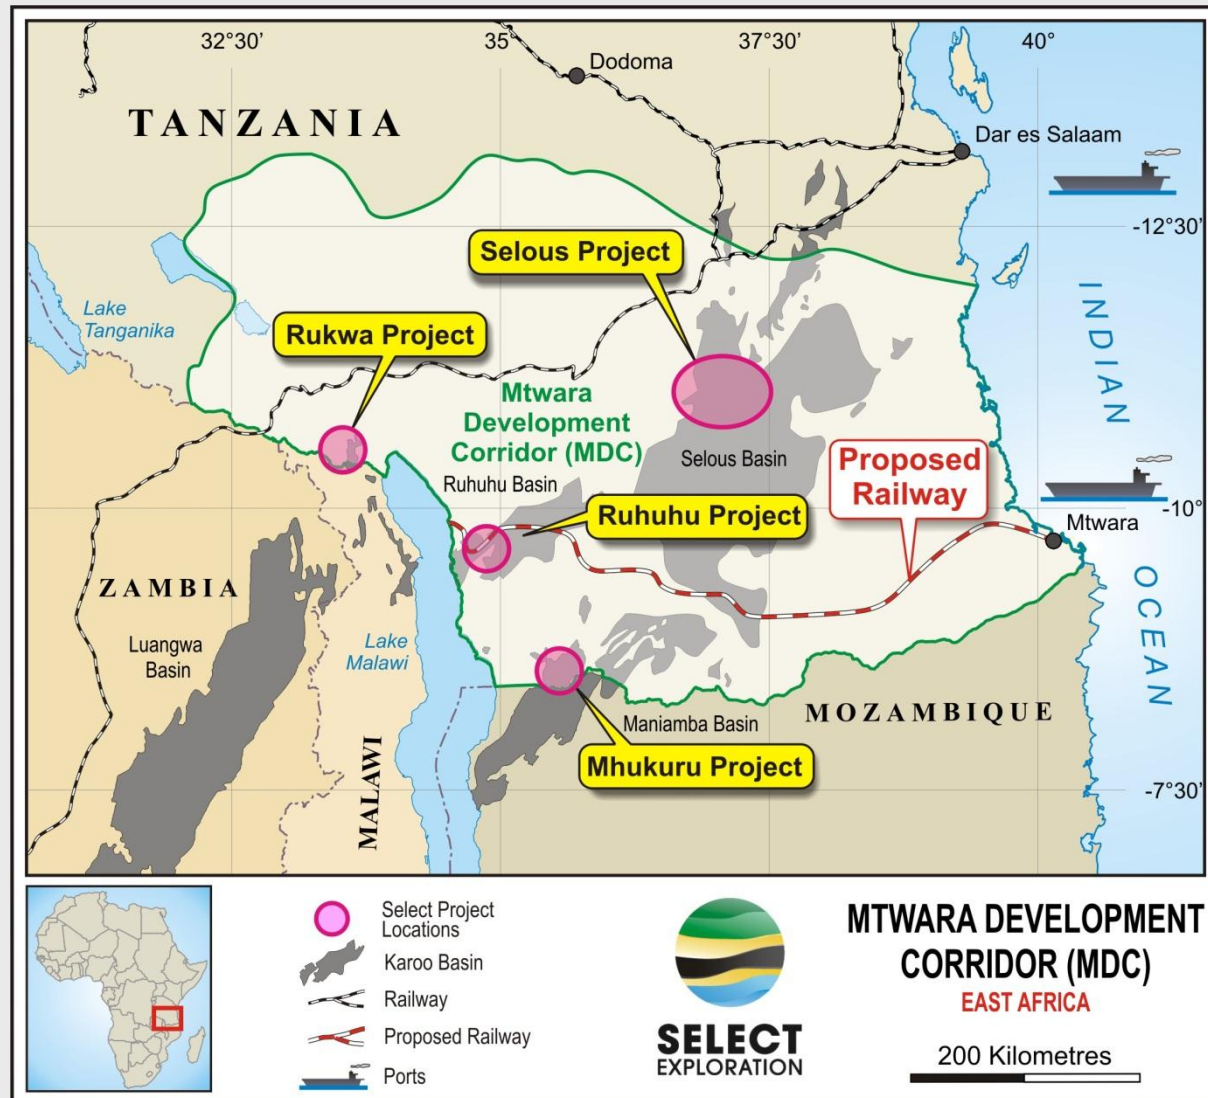 32°30'
35
37°30'
40°
Dodoma
TANZANIA
Dar es Salaam
-12°30'
Selous Project
Lake
Tanganika
Rukwa Project
INDIAN
OCEAN
Mtwara
Development
Corridor (MDC)
Selous Basin
Proposed
Railway
Ruhuhu Basin
-10°
Ruhuhu Project
Mtwara
ZAMBIA
Luangwa
Basin
Lake
Malawi
MALAWI
Maniamba Basin
MOZAMBIQUE
Mhukuru Project
-7°30'
Select Project
Locations
Karoo Basin
Railway
Proposed Railway
Ports
SELECT
EXPLORATION
MTWARA DEVELOPMENT
CORRIDOR (MDC)
EAST AFRICA
200 Kilometres